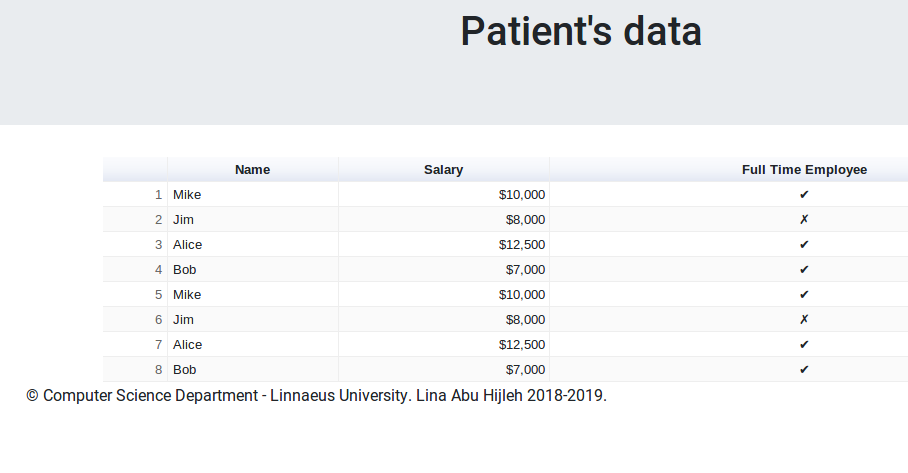 Patient's data
Name Salary Full Time Employee
1 Mike $10,000 ✔
2 Jim $8,000 ✗
3 Alice $12,500 ✔
4 Bob $7,000 ✔
5 Mike $10,000 ✔
6 Jim $8,000 ✗
7 Alice $12,500 ✔
8 Bob $7,000 ✔
© Computer Science Department - Linnaeus University. Lina Abu Hijleh 2018-2019.